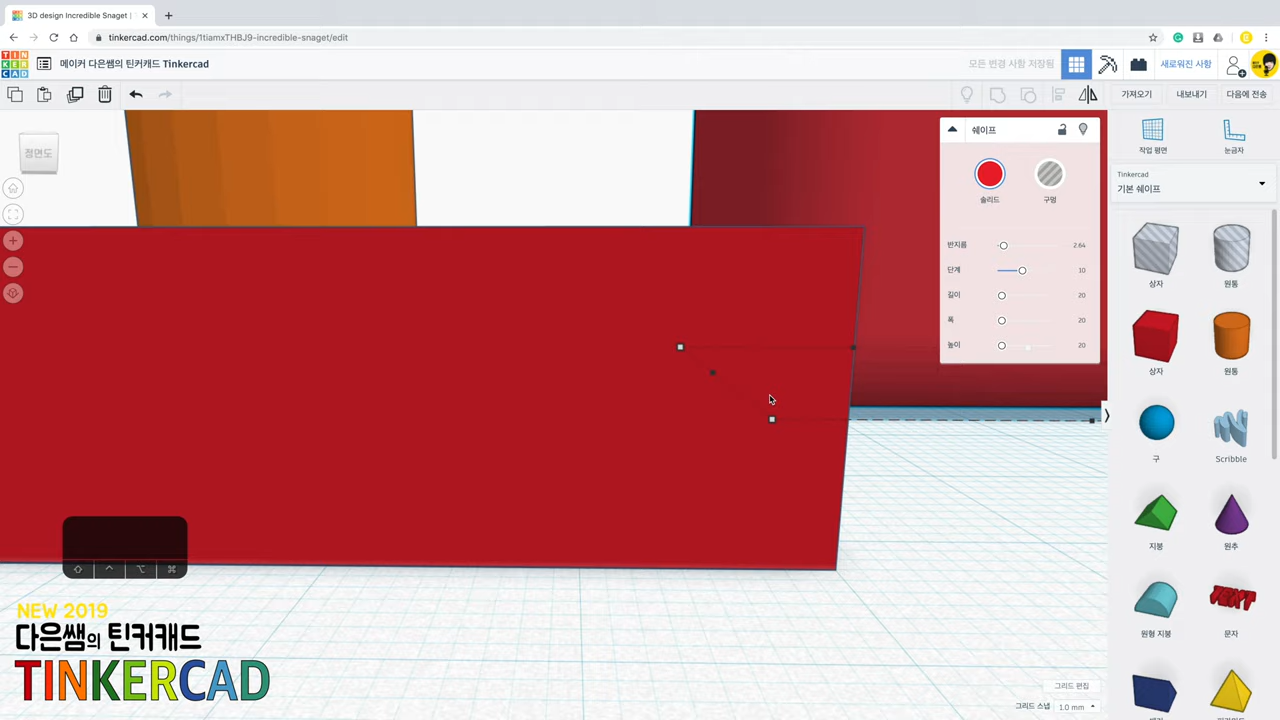 3D design Incredible Snaget |
tinkercad.com/things/1tiamxTHBJ9-incredible-snaget/edit
TIN
KER
CAD
메이커 다은쌤의 틴커캐드 Tinkercad
모든 변경 사항 저장됨
새로워진 사항
가져오기
내보내기
다음에 전송
정면도
쉐이프
솔리드
구멍
반지름
2.64
단계
10
길이
20
폭
20
높이
20
작업 평면
눈금자
Tinkercad
기본 쉐이프
상자
원통
상자
원통
구
Scribble
지붕
원추
원형 지붕
문자
TEXT
그리드 편집
그리드 스냅
1.0 mm
NEW 2019
다은쌤의 틴커캐드
TINKERCAD